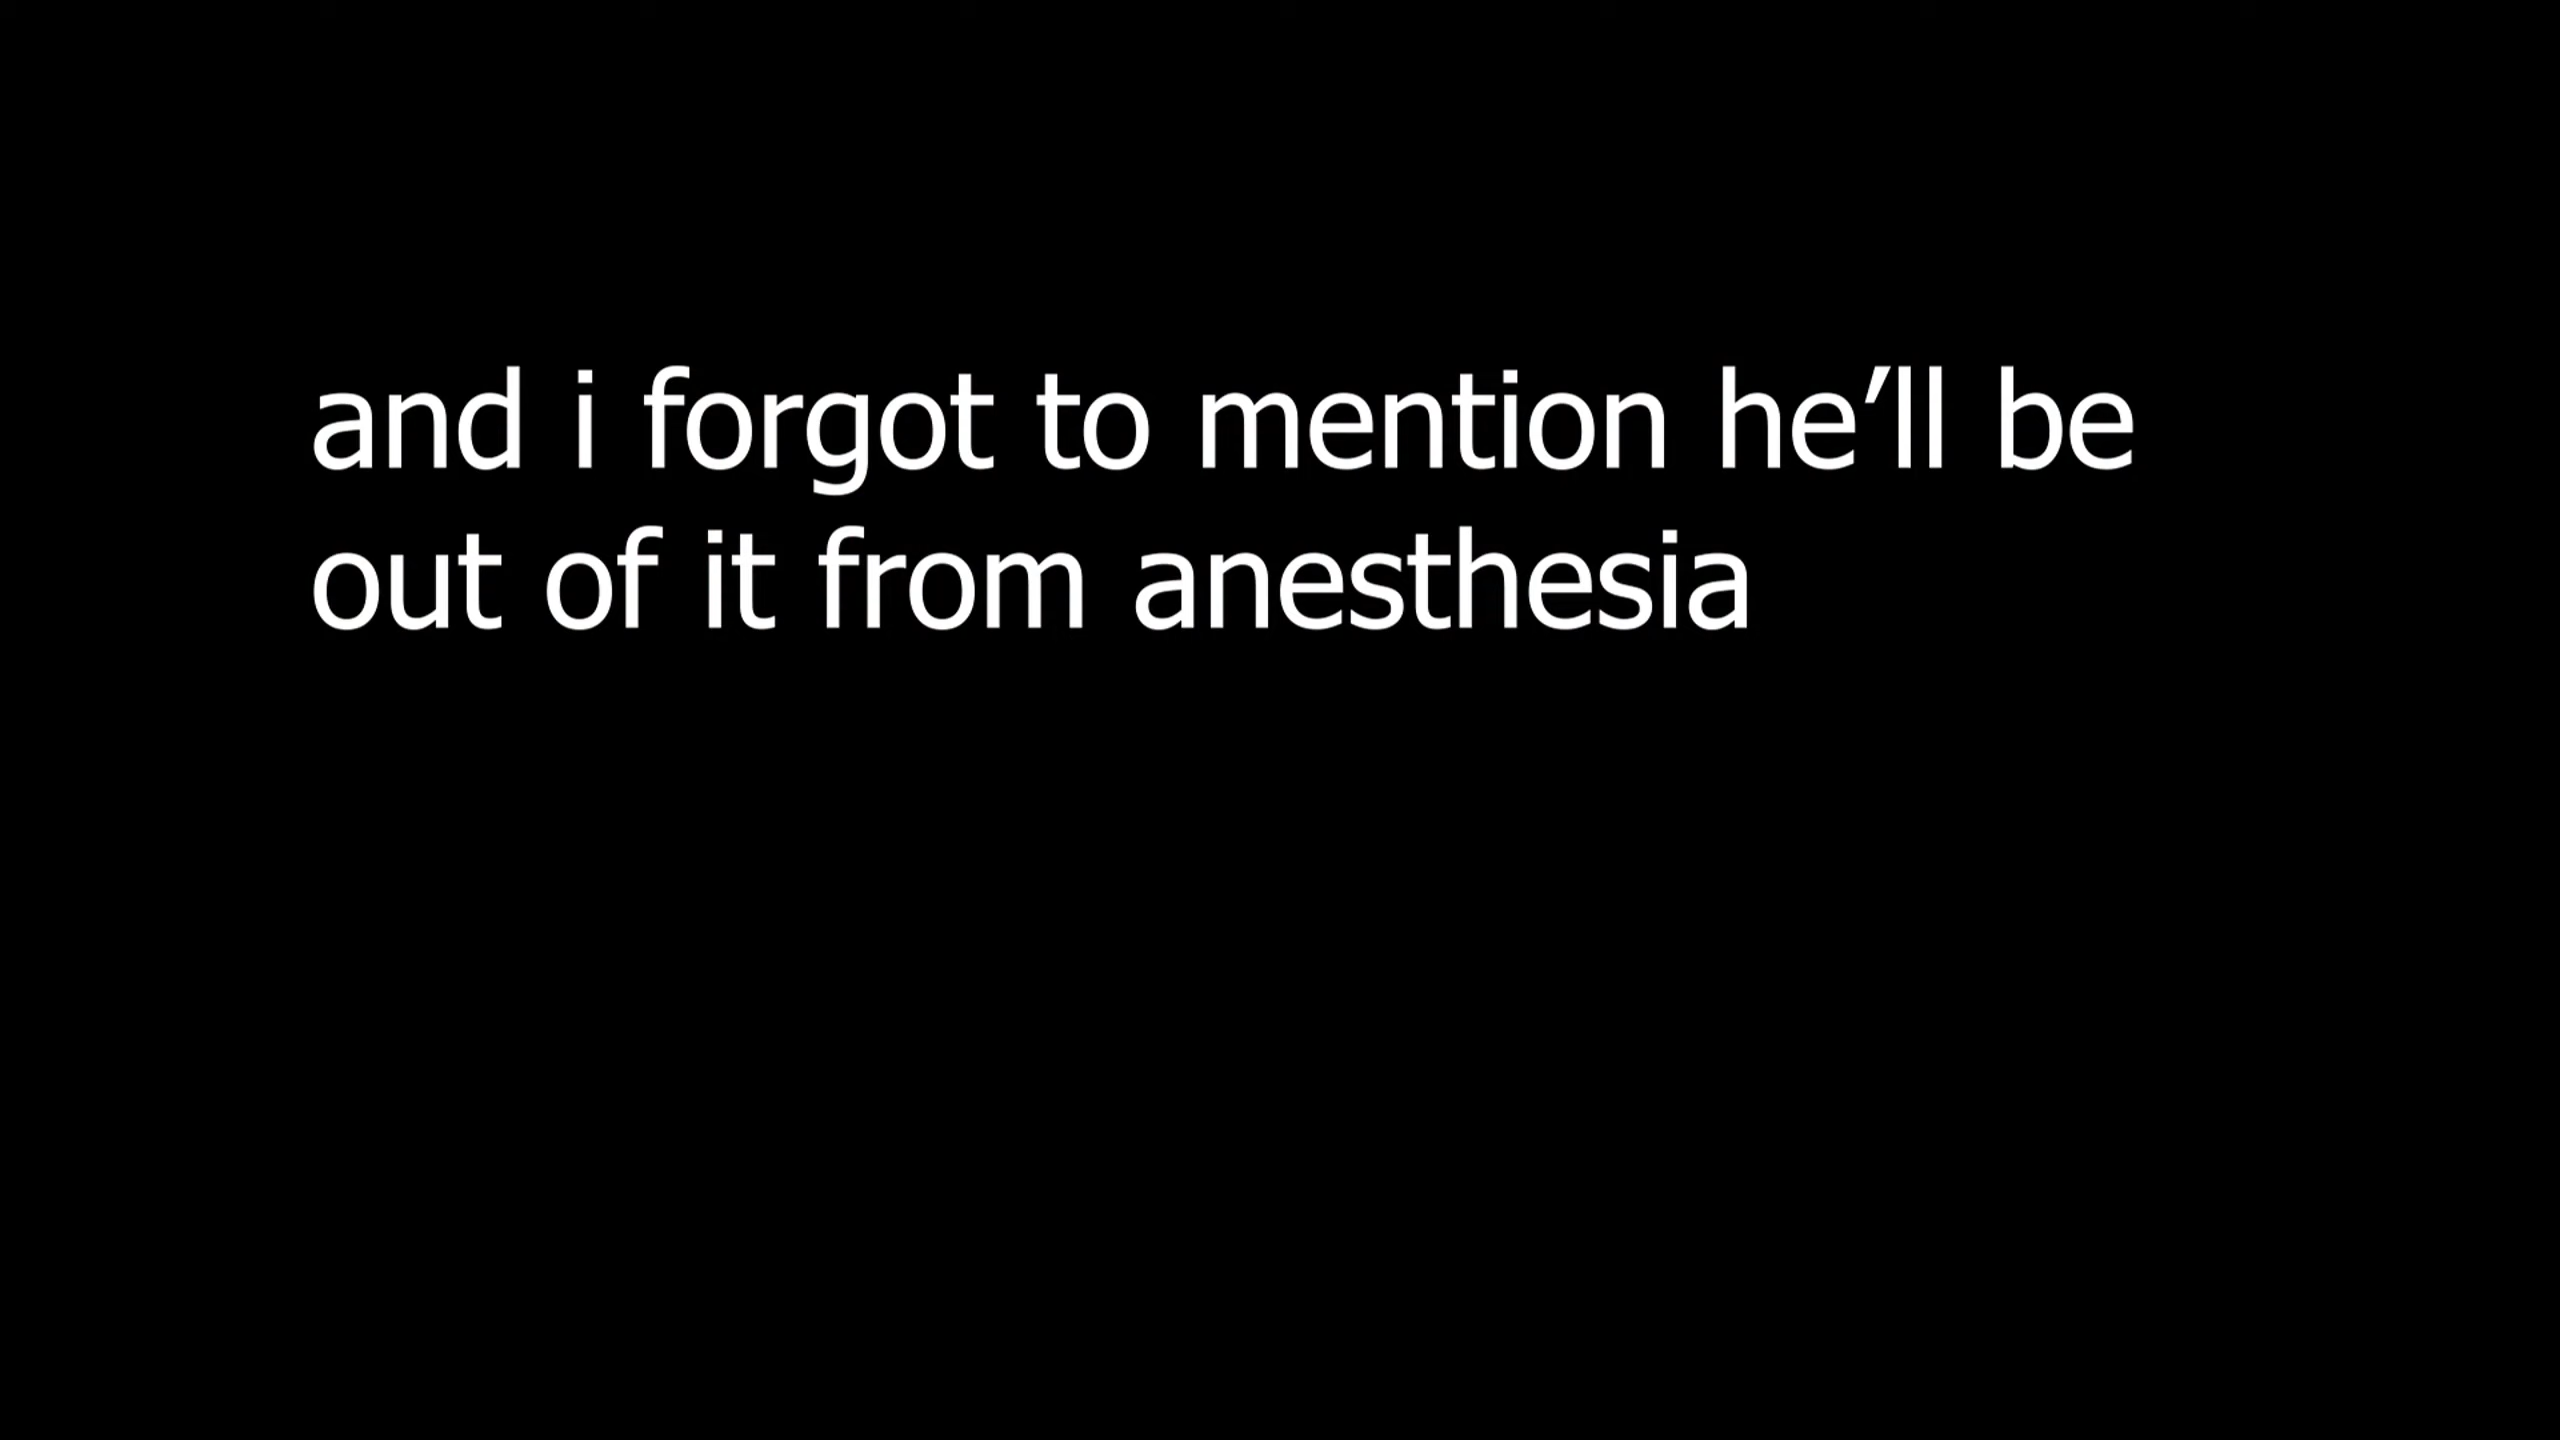 and i forgot to mention he’ll be
out of it from anesthesia